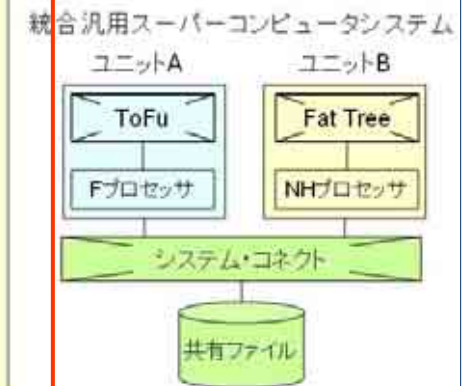 統合汎用スーパーコンピュータシステム
ユニットA ユニットB
ToFu Fat Tree
Fプロセッサ NHプロセッサ
システム・コネクト
共有ファイル